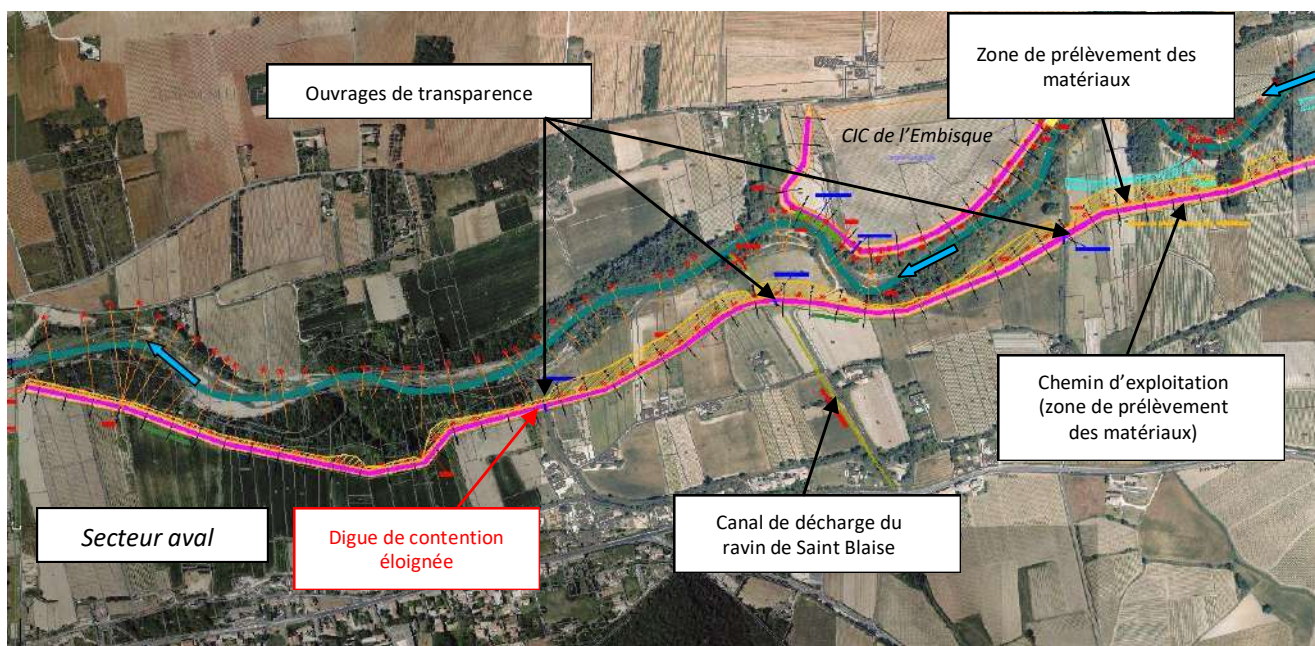 Ouvrages de transparence
Zone de prélèvement des
matériaux
CIC de l'Embisque
Chemin d'exploitation
(zone de prélèvement
des matériaux)
Canal de décharge du
ravin de Saint Blaise
Digue de contention
éloignée
Secteur aval